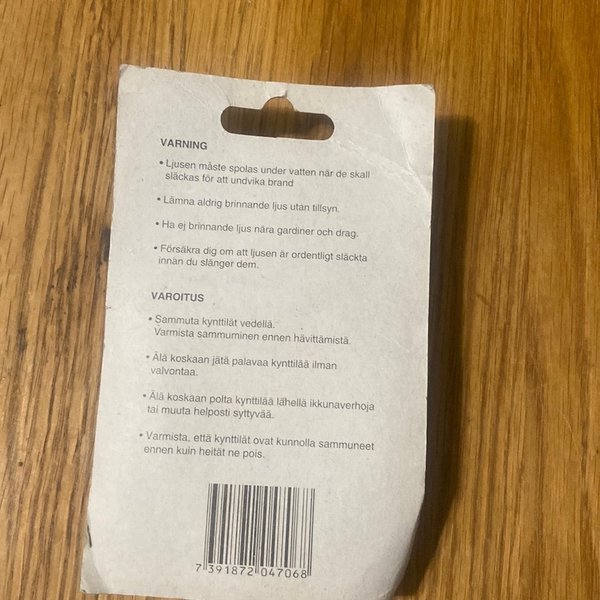 VARNING
• Ljusen måste spolas under vatten när de skall
släckas för att undvika brand
• Lämna aldrig brinnande ljus utan tillsyn.
• Ha ej brinnande ljus nära gardiner och drag.
• Försäkra dig om att ljusen är ordentligt släckta
innan du slänger dem.
VAROITUS
• Sammuta kynttilät vedellä.
Varmista sammuminen ennen hävittämistä.
• Älä koskaan jätä palavaa kynttilää ilman
valvontaa.
• Älä koskaan polta kynttilää lähellä ikkunaverhoja
tai muuta helposti syttyvää.
• Varmista, että kynttilät ovat kunnolla sammuneet
ennen kuin heität ne pois.
7 391872 047068